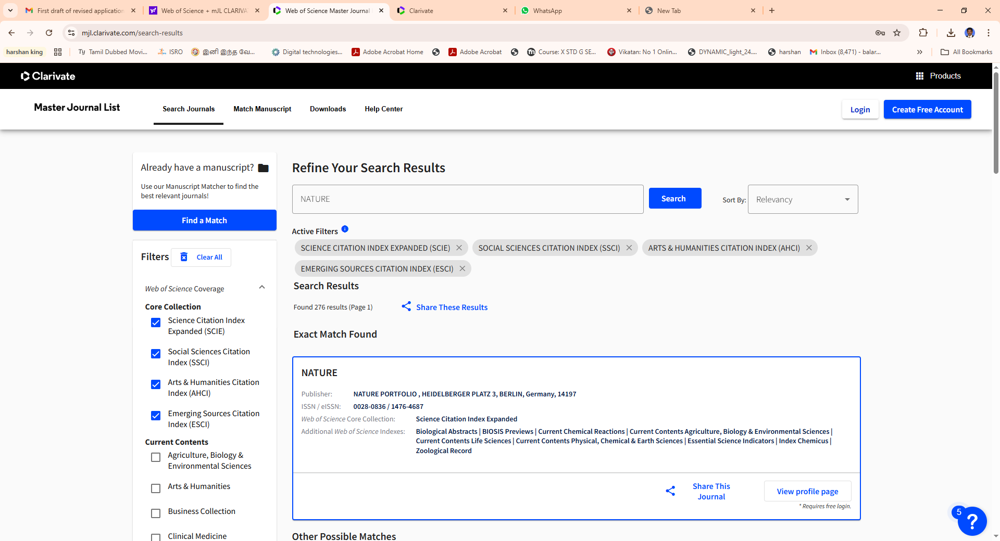 First draft of revised application
Web of Science + mJL CLARIVA
Web of Science Master Journal
Clarivate
WhatsApp
New Tab
mjl.clarivate.com/search-results
harshan king
Ty Tamil Dubbed Movi...
ISRO
இனி இந்த வே...
Digital technologies...
Adobe Acrobat Home
Adobe Acrobat
Course: X STD G SE...
Vikatan: No 1 Onlin...
DYNAMIC_light_24....
harshan
Inbox (8,471) - balar...
All Bookmarks
Clarivate
Products
Master Journal List
Search Journals
Match Manuscript
Downloads
Help Center
Login
Create Free Account
Already have a manuscript?
Use our Manuscript Matcher to find the
best relevant journals!
Find a Match
Filters
Clear All
Web of Science Coverage
Core Collection
Science Citation Index
Expanded (SCIE)
Social Sciences Citation
Index (SSCI)
Arts & Humanities Citation
Index (AHCI)
Emerging Sources Citation
Index (ESCI)
Current Contents
Agriculture, Biology &
Environmental Sciences
Arts & Humanities
Business Collection
Clinical Medicine
Refine Your Search Results
NATURE
Search
Sort By:
Relevancy
Active Filters
SCIENCE CITATION INDEX EXPANDED (SCIE)
SOCIAL SCIENCES CITATION INDEX (SSCI)
ARTS & HUMANITIES CITATION INDEX (AHCI)
EMERGING SOURCES CITATION INDEX (ESCI)
Search Results
Found 276 results (Page 1)
Share These Results
Exact Match Found
NATURE
Publisher: NATURE PORTFOLIO , HEIDELBERGER PLATZ 3, BERLIN, Germany, 14197
ISSN / eISSN: 0028-0836 / 1476-4687
Web of Science Core Collection: Science Citation Index Expanded
Additional Web of Science Indexes: Biological Abstracts | BIOSIS Previews | Current Chemical Reactions | Current Contents Agriculture, Biology & Environmental Sciences |
Current Contents Life Sciences | Current Contents Physical, Chemical & Earth Sciences | Essential Science Indicators | Index Chemicus |
Zoological Record
Share This
Journal
View profile page
* Requires free login.
5
?
Other Possible Matches